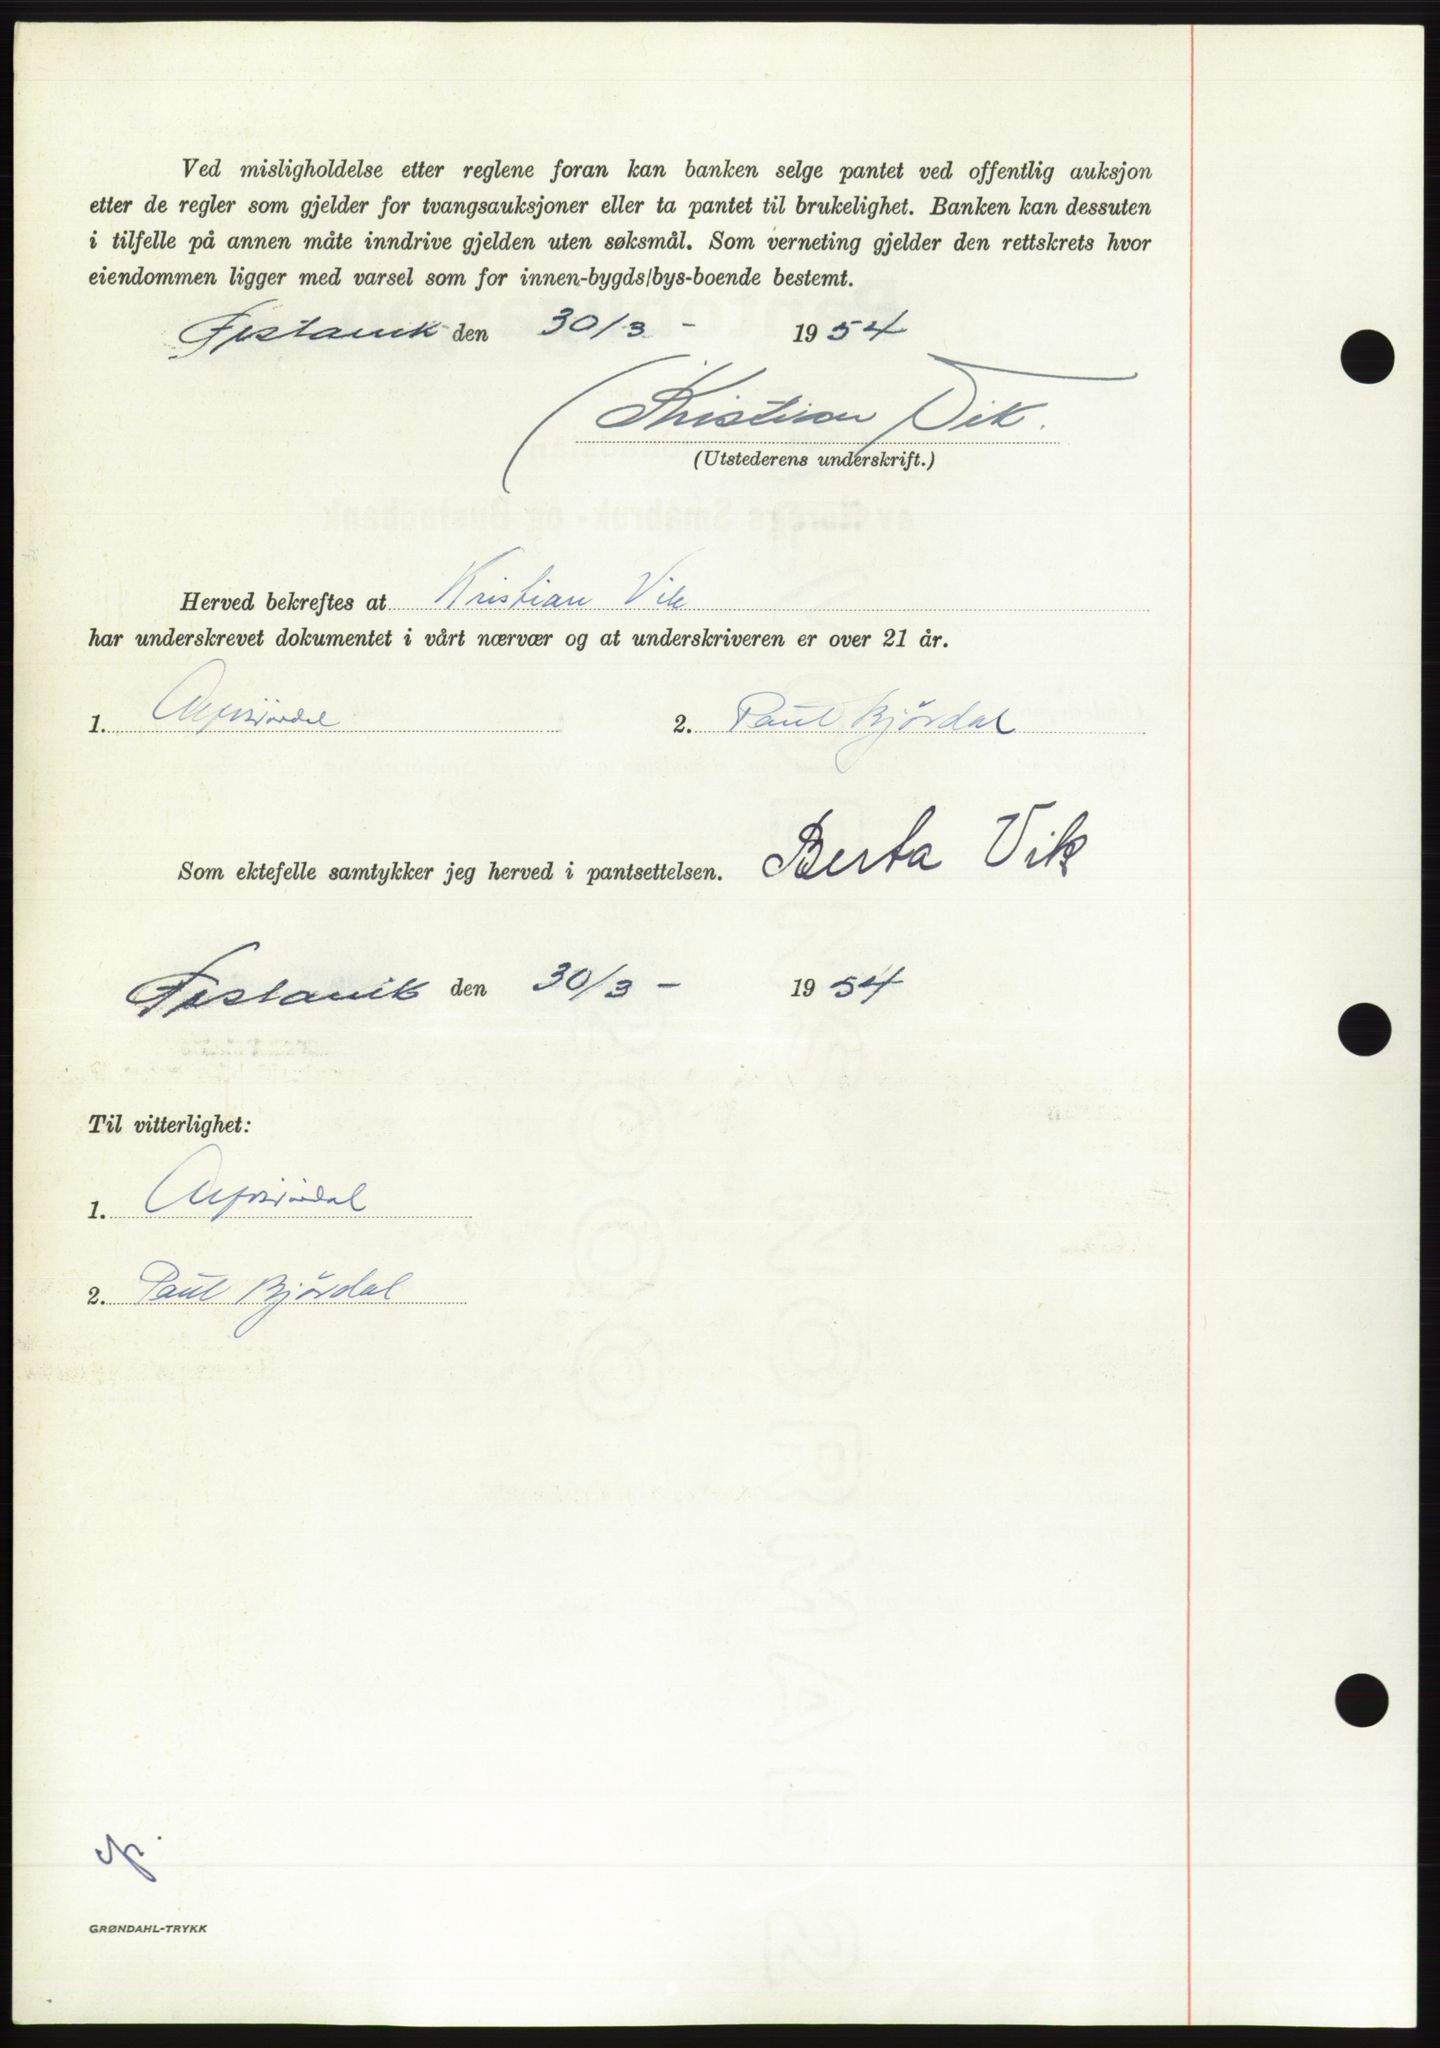 Ved misligholdelse etter reglene foran kan banken selge pantet ved offentlig auksjon
etter de regler som gjelder for tvangsauksjoner eller ta pantet til brukelighet. Banken kan dessuten
i tilfelle på annen måte inndrive gjelden uten søksmål. Som verneting gjelder den rettskrets hvor
eiendommen ligger med varsel som for innen-bygds/bys-boende bestemt.
den 30/3 - 1954
Kristian Vik.
(Utstederens underskrift.)
Herved bekreftes at Kristian Vik
har underskrevet dokumentet i vårt nærvær og at underskriveren er over 21 år.
1. 2. Paul Bjørdal
Som ektefelle samtykker jeg herved i pantsettelsen. Berta Vik
den 30/3 - 1954
Til vitterlighet:
1.
2. Paul Bjørdal
GRØNDAHL-TRYKK